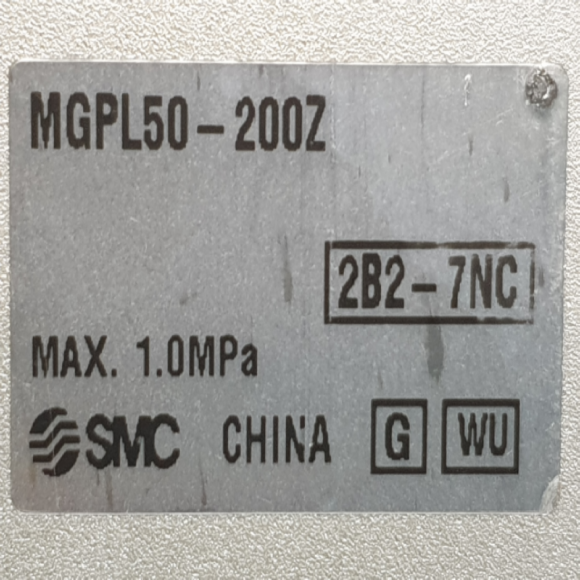 MGPL50-200Z
2B2-7NC
MAX. 1.0MPa
SMC CHINA G WU